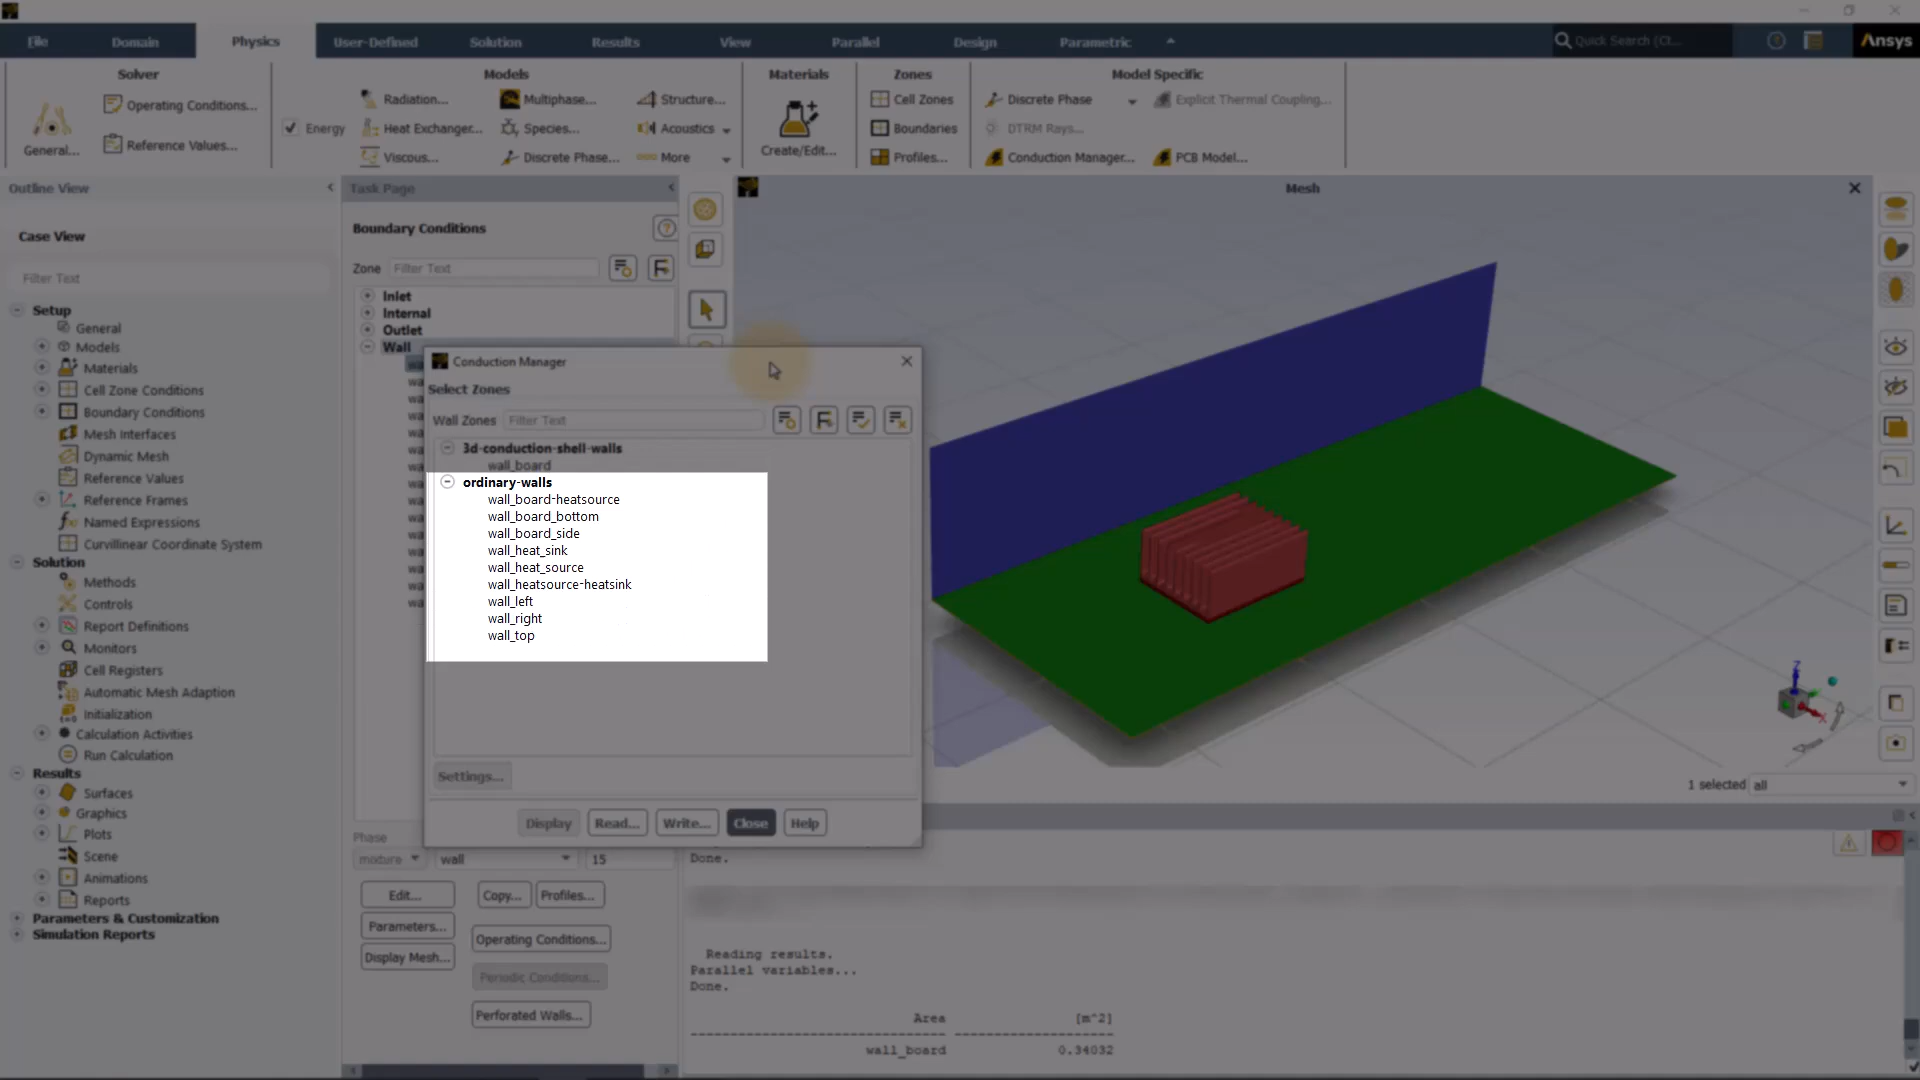 File
Domain
Physics
User-Defined
Solution
Results
View
Parallel
Design
Parametric
Quick Search (Ct...
Ansys
Solver
Models
Materials
Zones
Model Specific
General...
Operating Conditions...
Reference Values...
Energy
Radiation...
Heat Exchanger...
Viscous...
Multiphase...
Species...
Discrete Phase...
Structure...
Acoustics
More
Create/Edit...
Cell Zones
Boundaries
Profiles...
Discrete Phase
DTRM Rays...
Conduction Manager...
Explicit Thermal Coupling...
PCB Model...
Outline View
Case View
Filter Text
Setup
General
Models
Materials
Cell Zone Conditions
Boundary Conditions
Mesh Interfaces
Dynamic Mesh
Reference Values
Reference Frames
Named Expressions
Curvilinear Coordinate System
Solution
Methods
Controls
Report Definitions
Monitors
Cell Registers
Automatic Mesh Adaption
Initialization
Calculation Activities
Run Calculation
Results
Surfaces
Graphics
Plots
Scene
Animations
Reports
Parameters & Customization
Simulation Reports
Task Page
Boundary Conditions
Zone
Filter Text
Inlet
Internal
Outlet
Wall
Conduction Manager
Select Zones
Wall Zones
Filter Text
3d-conduction-shell-walls
wall_board
ordinary-walls
wall_board-heatsource
wall_board_bottom
wall_board_side
wall_heat_sink
wall_heat_source
wall_heatsource-heatsink
wall_left
wall_right
wall_top
Settings...
Display
Read...
Write...
Close
Help
Phase
mixture
wall
15
Edit...
Copy...
Profiles...
Parameters...
Operating Conditions...
Display Mesh...
Periodic Conditions...
Perforated Walls...
Mesh
Z
X
1 selected
all
Done.
Reading results.
Parallel variables...
Done.
Area [m^2]
-------------------------------- --------------------
wall_board 0.34032